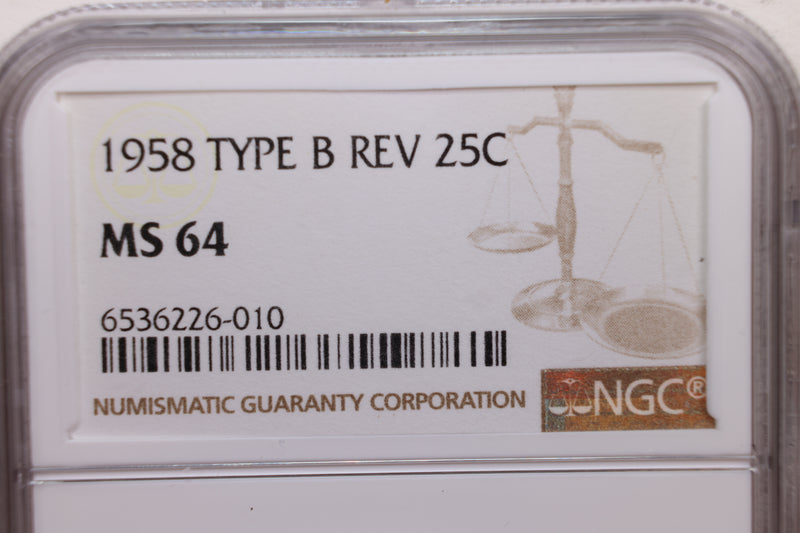 1958 TYPE B REV 25C
MS 64
6536226-010
NUMISMATIC GUARANTY CORPORATION
NGC®